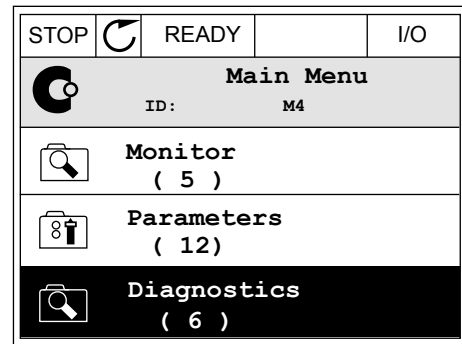 STOP READY I/O
Main Menu
ID: M4
Monitor
( 5 )
Parameters
( 12)
Diagnostics
( 6 )